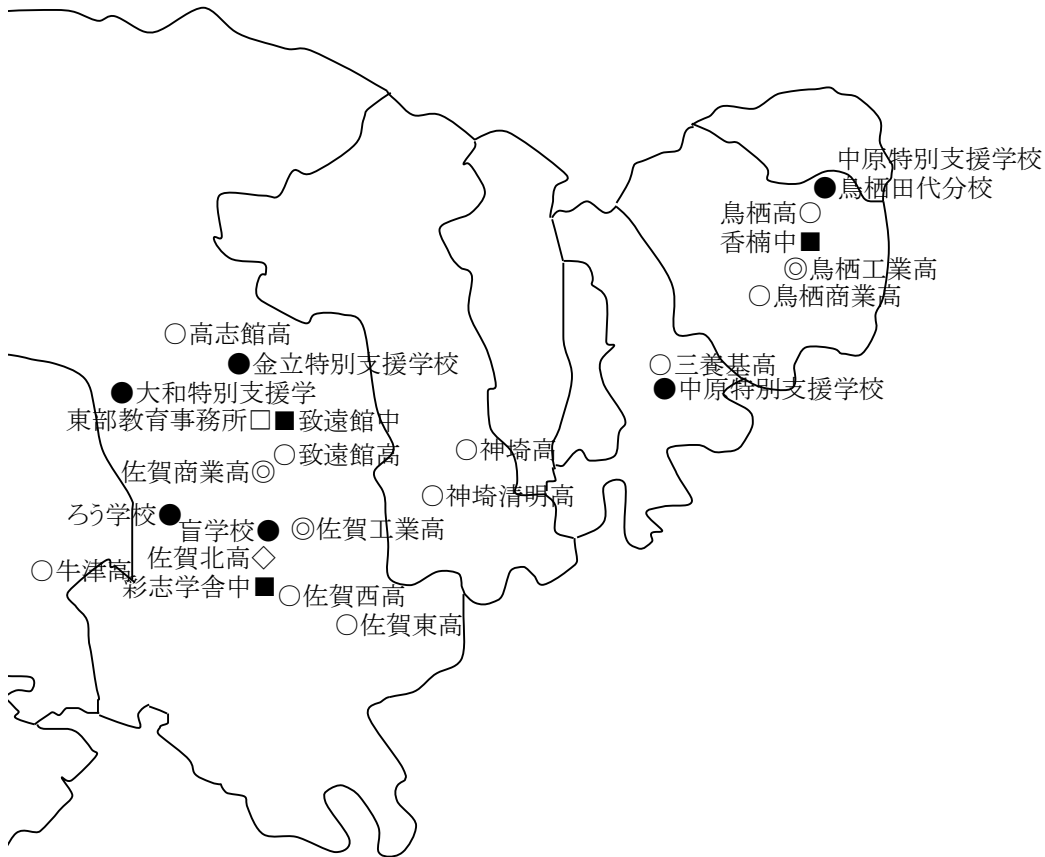 中原特別支援学校
●鳥栖田代分校
鳥栖高○
香楠中■
◎鳥栖工業高
○鳥栖商業高
○高志館高
●金立特別支援学校
○三養基高
●中原特別支援学校
●大和特別支援学
東部教育事務所□■致遠館中
○致遠館高
○神埼高
佐賀商業高◎
○神埼清明高
ろう学校●
盲学校●
◎佐賀工業高
佐賀北高◇
○牛津高
彩志学舎中■
○佐賀西高
○佐賀東高